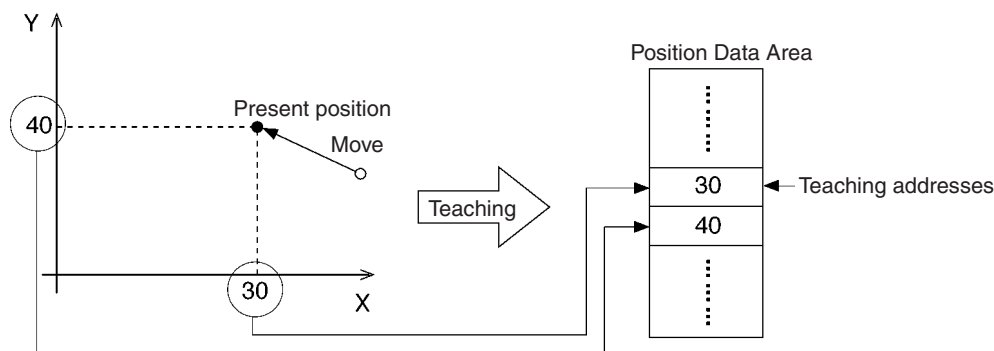 Y
40
Present position
Move
30
X
Teaching
Position Data Area
30
Teaching addresses
40